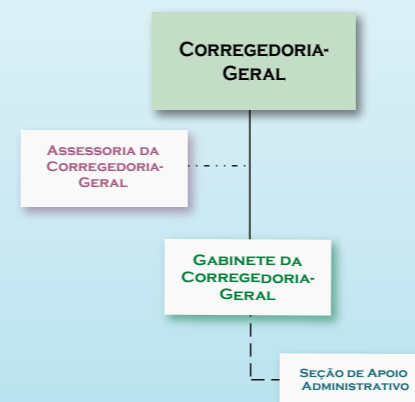 CORREGEDORIA-
GERAL
ASSESSORIA DA
CORREGEDORIA-
GERAL
GABINETE DA
CORREGEDORIA-
GERAL
SEÇÃO DE APOIO
ADMINISTRATIVO